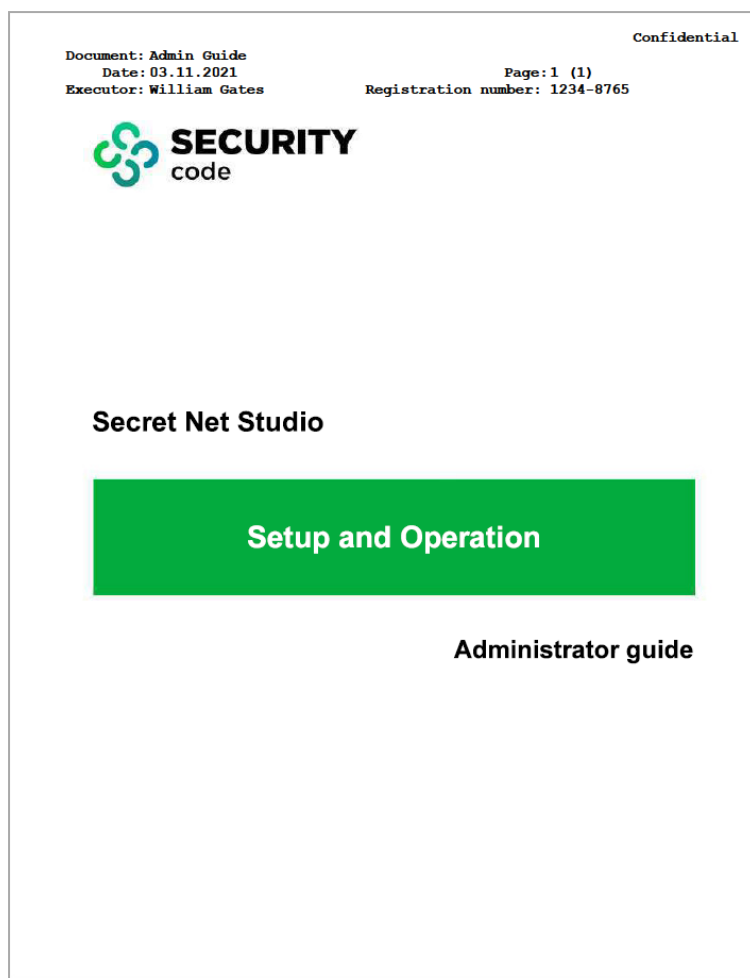 Confidential
Document: Admin Guide
Date: 03.11.2021 Page: 1 (1)
Executor: William Gates Registration number: 1234-8765
SECURITY
code
Secret Net Studio
Setup and Operation
Administrator guide